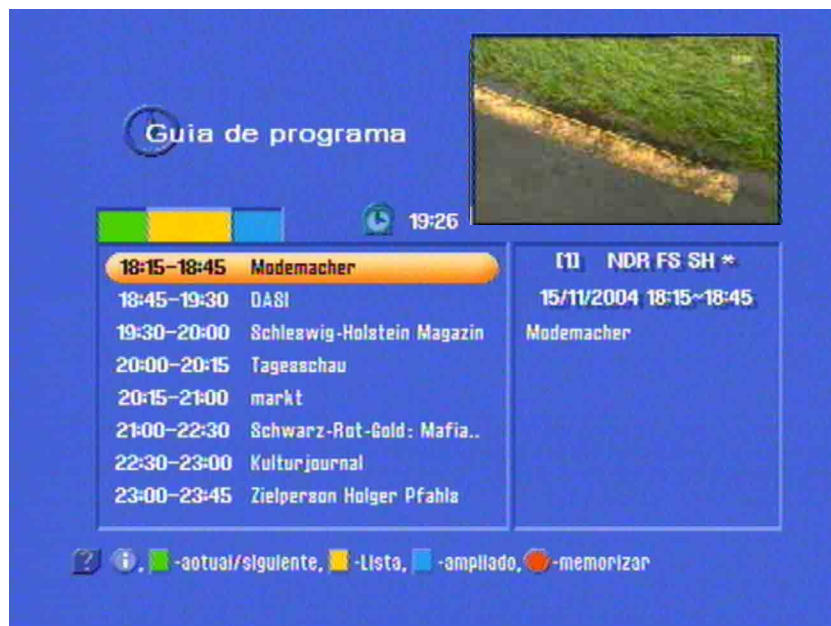 Guia de programa
19:26
18:15-18:45 Modemacher
18:45-19:30 DAS!
19:30-20:00 Schleswig-Holstein Magazin
20:00-20:15 Tagesschau
20:15-21:00 markt
21:00-22:30 Schwarz-Rot-Gold: Mafia..
22:30-23:00 Kulturjournal
23:00-23:45 Zielperson Holger Pfahls
[1] NDR FS SH *
15/11/2004 18:15~18:45
Modemacher
? i, -aotual/siguiente, -Lista, -ampliado, -memorizar